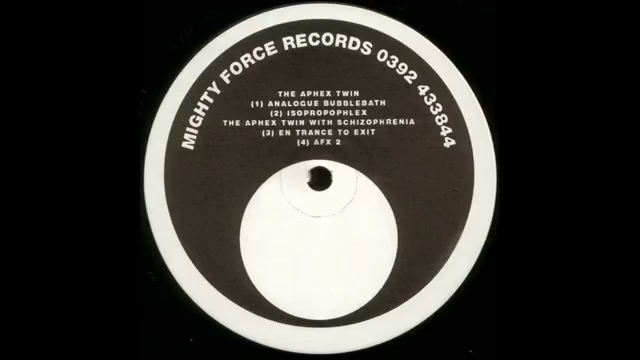 MIGHTY FORCE RECORDS 0392 433844
THE APHEX TWIN
(1) ANALOGUE BUBBLEBATH
(2) ISOPROPOPHLEX
THE APHEX TWIN WITH SCHIZOPHRENIA
(3) EN TRANCE TO EXIT
(4) AFX 2